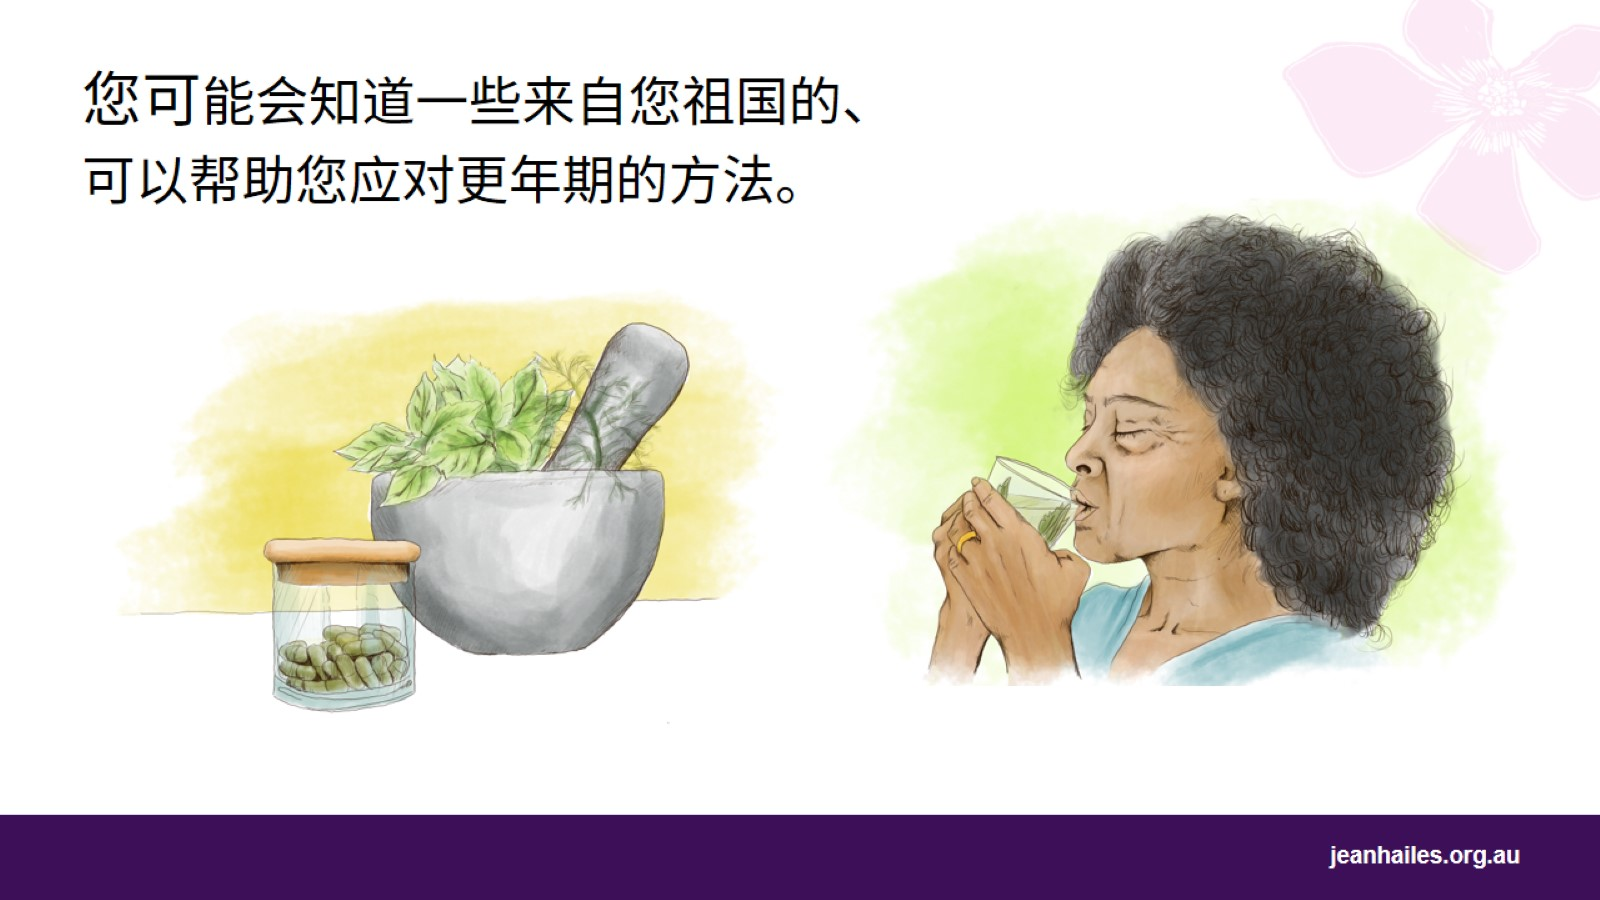 您可能会知道一些来自您祖国的、
可以帮助您应对更年期的方法。
jeanhailes.org.au